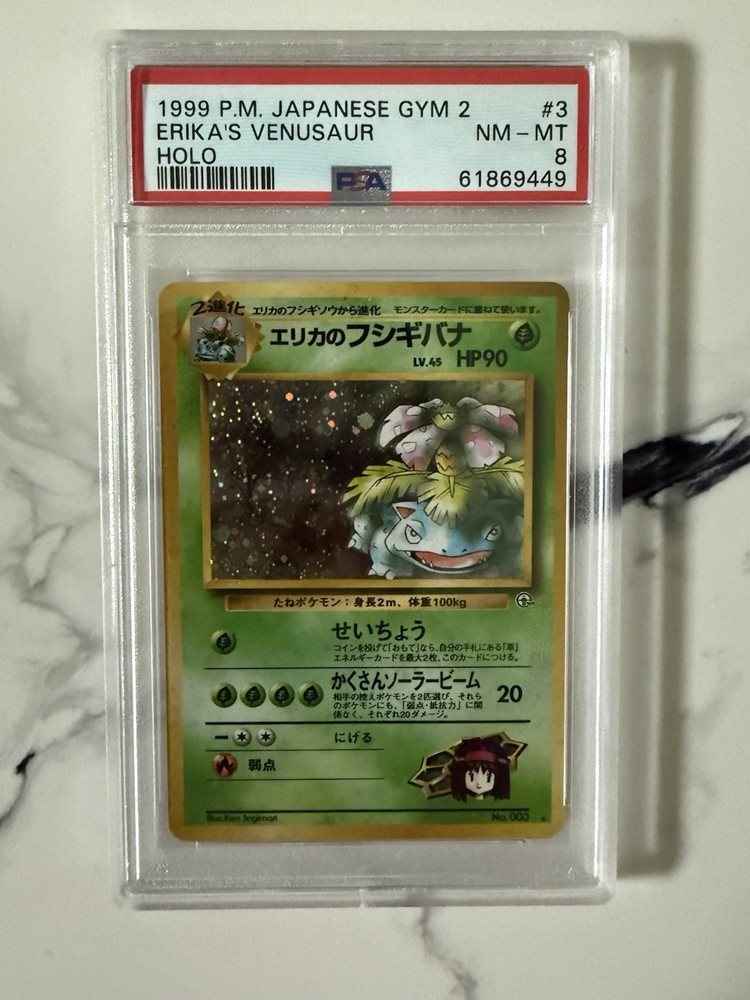 1999 P.M. JAPANESE GYM 2 #3
ERIKA'S VENUSAUR NM-MT
HOLO 8
PSA 61869449
2進化 エリカのフシギソウから進化 モンスターカードに重ねて使います。
エリカのフシギバナ
LV.45 HP90
たねポケモン：身長2m、体重100kg
せいちょう
コインを投げて「おもて」なら、自分の手札にある「草」
エネルギーカードを最大2枚、このカードにつける。
かくさんソーラービーム 20
相手の控えポケモンを2匹選び、それら
のポケモンにも、「弱点・抵抗力」に関
係なく、それぞれ20ダメージ。
にげる
弱点
Illus. Ken Sugimori No. 003